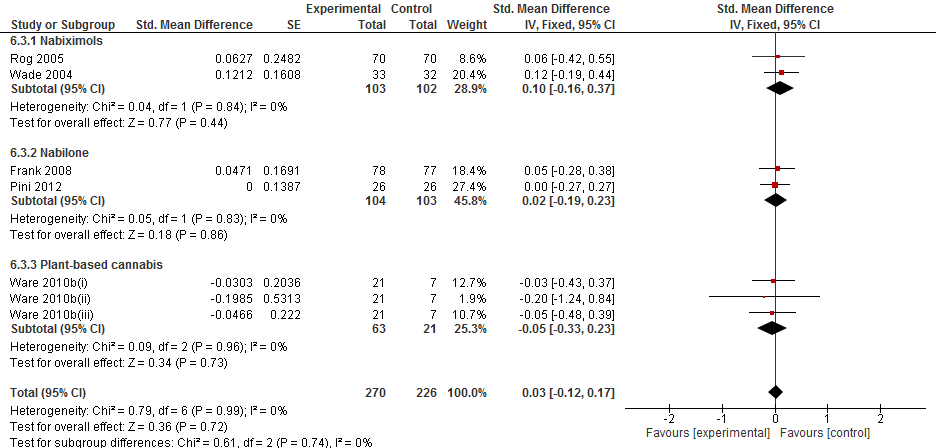 Experimental Control Std. Mean Difference Std. Mean Difference
Study or Subgroup Std. Mean Difference SE Total Total Weight IV, Fixed, 95% CI IV, Fixed, 95% CI
6.3.1 Nabiximols
Rog 2005 0.0627 0.2482 70 70 8.6% 0.06 [-0.42, 0.55]
Wade 2004 0.1212 0.1608 33 32 20.4% 0.12 [-0.19, 0.44]
Subtotal (95% CI) 103 102 28.9% 0.10 [-0.16, 0.37]
Heterogeneity: Chi² = 0.04, df = 1 (P = 0.84); I² = 0%
Test for overall effect: Z = 0.77 (P = 0.44)
6.3.2 Nabilone
Frank 2008 0.0471 0.1691 78 77 18.4% 0.05 [-0.28, 0.38]
Pini 2012 0 0.1387 26 26 27.4% 0.00 [-0.27, 0.27]
Subtotal (95% CI) 104 103 45.8% 0.02 [-0.19, 0.23]
Heterogeneity: Chi² = 0.05, df = 1 (P = 0.83); I² = 0%
Test for overall effect: Z = 0.18 (P = 0.86)
6.3.3 Plant-based cannabis
Ware 2010b(i) -0.0303 0.2036 21 7 12.7% -0.03 [-0.43, 0.37]
Ware 2010b(ii) -0.1985 0.5313 21 7 1.9% -0.20 [-1.24, 0.84]
Ware 2010b(iii) -0.0466 0.222 21 7 10.7% -0.05 [-0.48, 0.39]
Subtotal (95% CI) 63 21 25.3% -0.05 [-0.33, 0.23]
Heterogeneity: Chi² = 0.09, df = 2 (P = 0.96); I² = 0%
Test for overall effect: Z = 0.34 (P = 0.73)
Total (95% CI) 270 226 100.0% 0.03 [-0.12, 0.17]
Heterogeneity: Chi² = 0.79, df = 6 (P = 0.99); I² = 0%
Test for overall effect: Z = 0.36 (P = 0.72)
Test for subgroup differences: Chi² = 0.61, df = 2 (P = 0.74), I² = 0%
-2 -1 0 1 2
Favours [experimental] Favours [control]